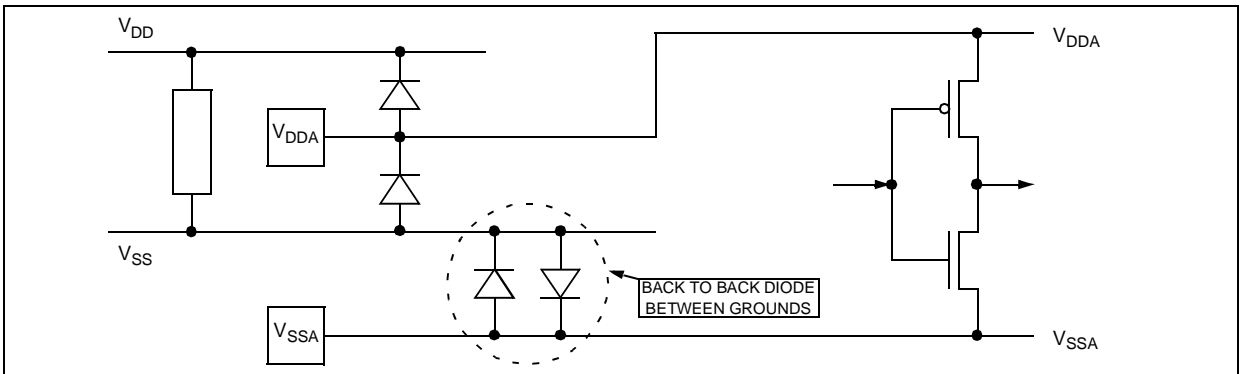 VDD
VDDA
VDDA
VSS
BACK TO BACK DIODE
BETWEEN GROUNDS
VSSA
VSSA